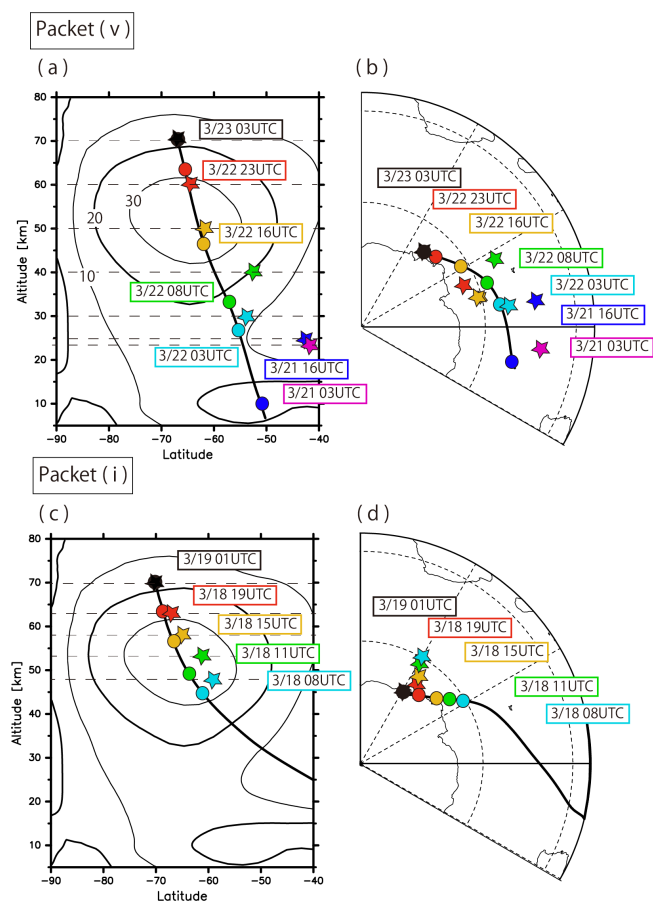 Packet (v)
(a)
(b)
80
70
60
50
40
30
20
10
Altitude [km]
30
20
10
3/23 03UTC
3/22 23UTC
3/22 16UTC
3/22 08UTC
3/22 03UTC
3/21 16UTC
3/21 03UTC
-90 -80 -70 -60 -50 -40
Latitude
3/23 03UTC
3/22 23UTC
3/22 16UTC
3/22 08UTC
3/22 03UTC
3/21 16UTC
3/21 03UTC
Packet (i)
(c)
(d)
80
70
60
50
40
30
20
10
Altitude [km]
3/19 01UTC
3/18 19UTC
3/18 15UTC
3/18 11UTC
3/18 08UTC
-90 -80 -70 -60 -50 -40
Latitude
3/19 01UTC
3/18 19UTC
3/18 15UTC
3/18 11UTC
3/18 08UTC